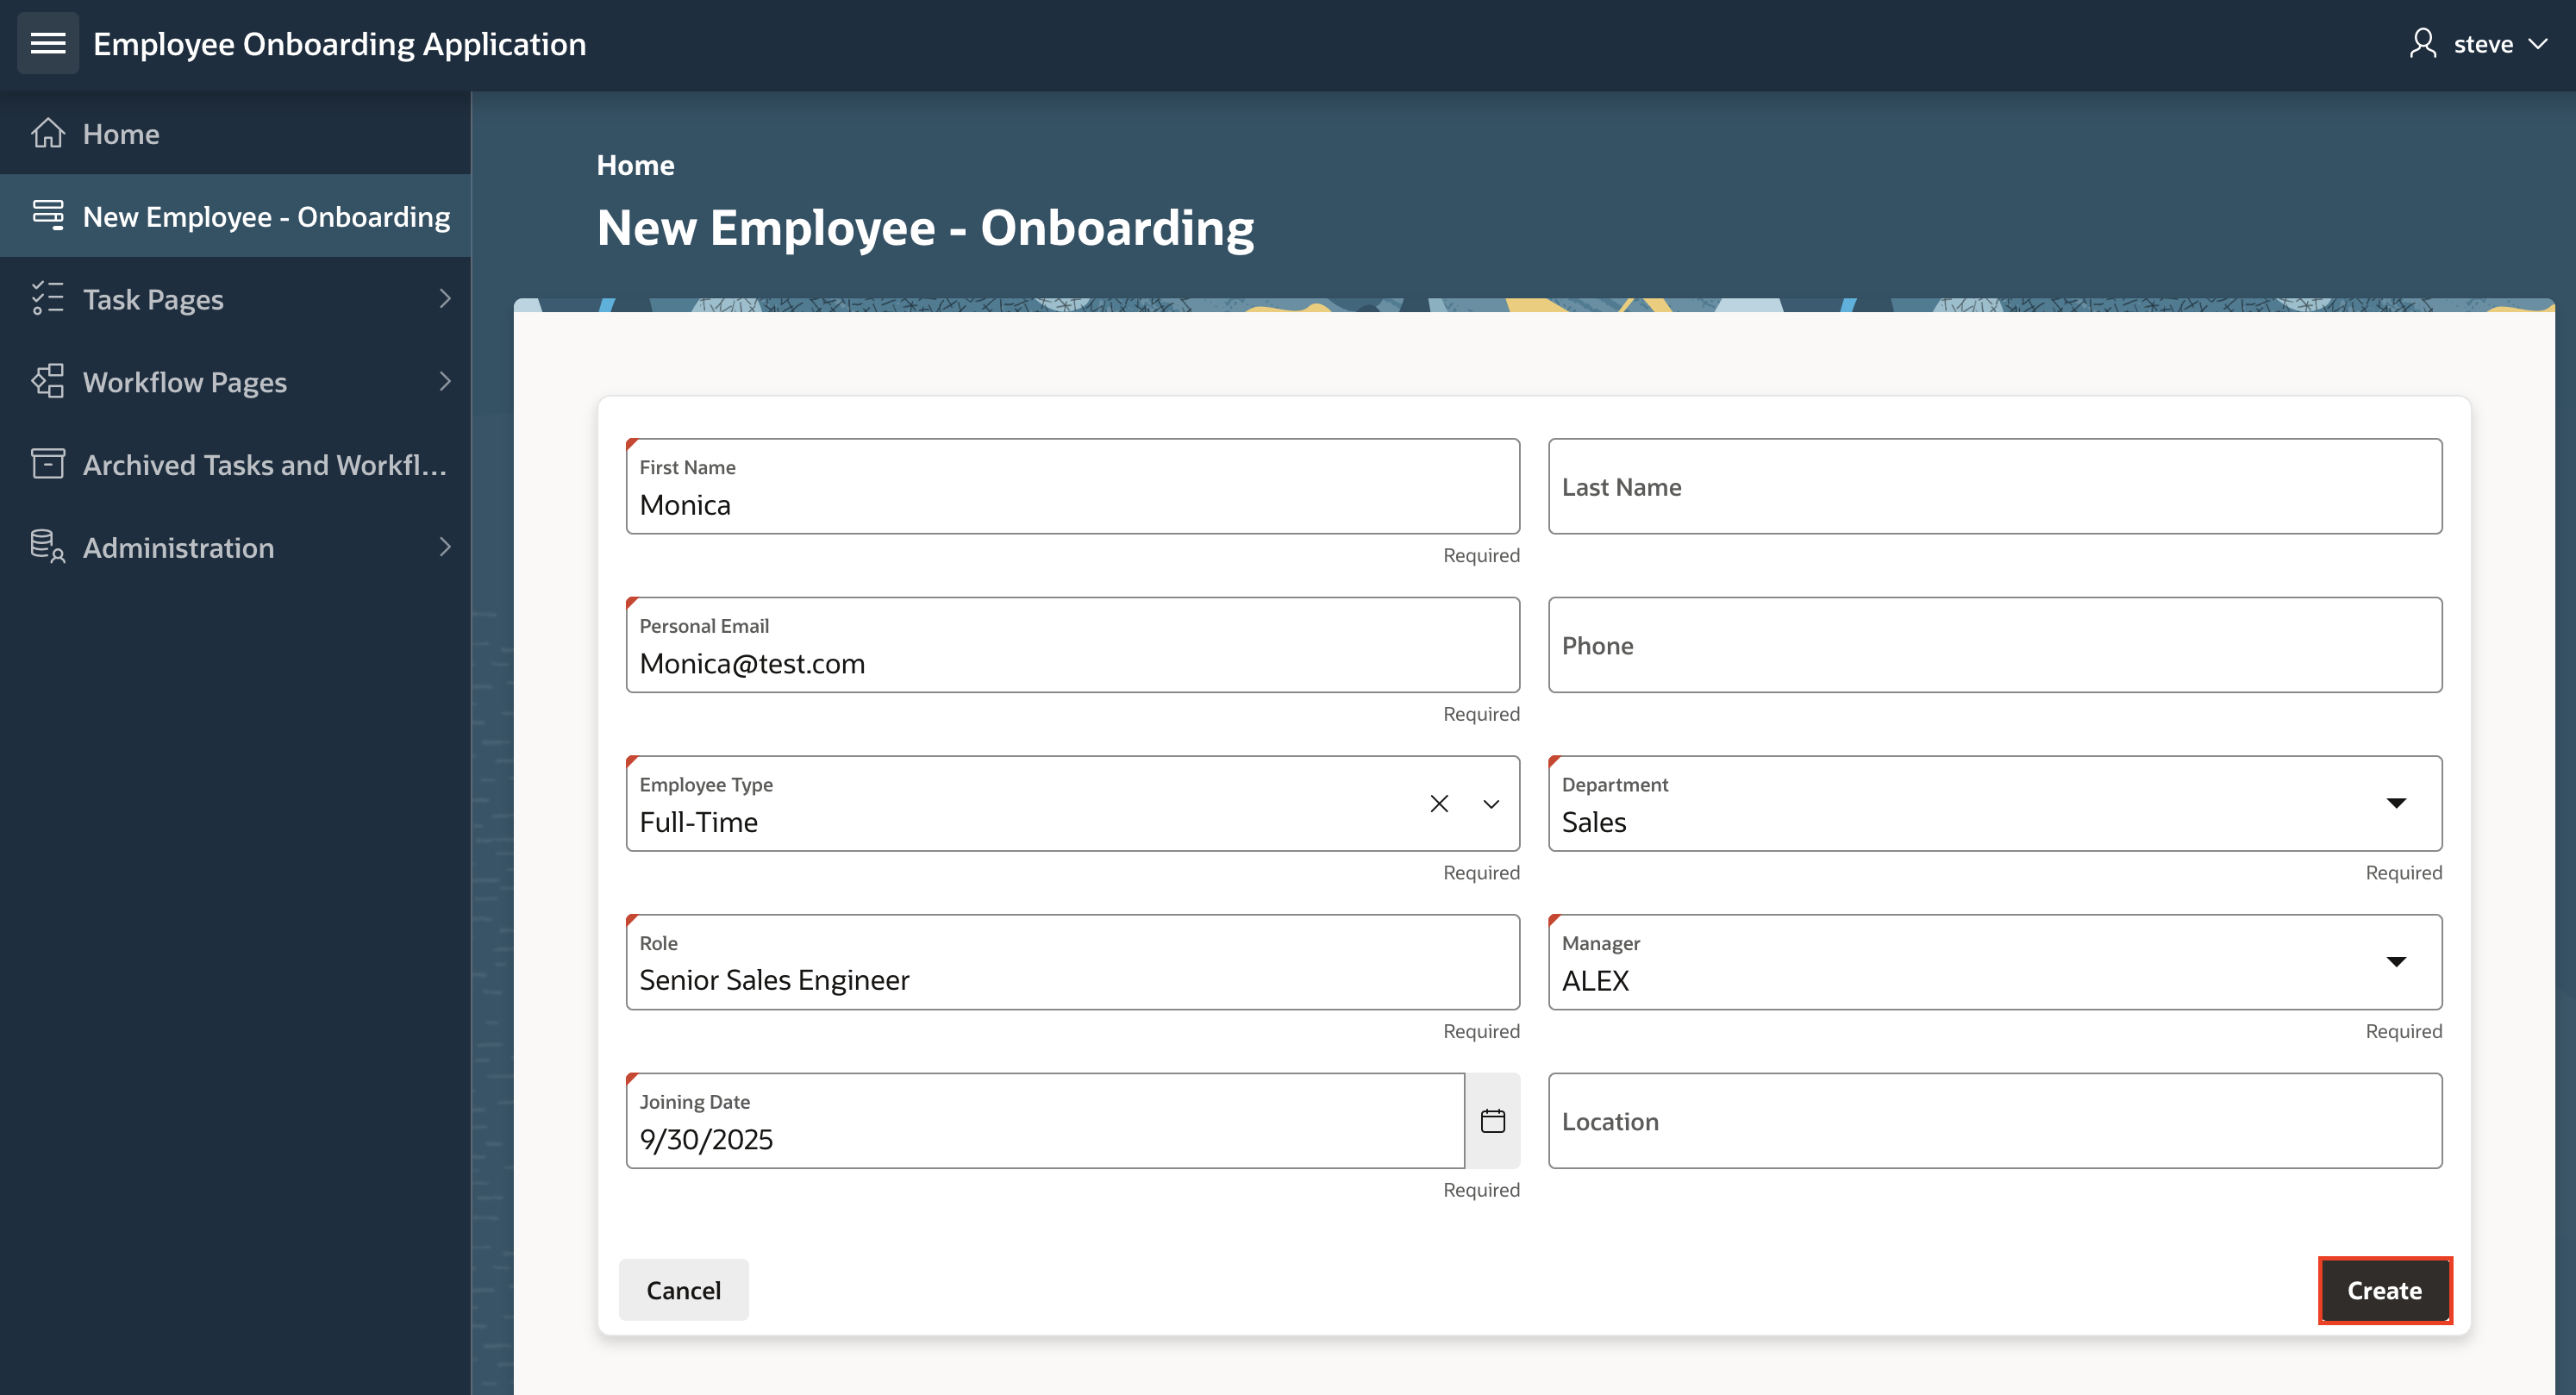 Employee Onboarding Application
steve
Home
New Employee - Onboarding
Task Pages
Workflow Pages
Archived Tasks and Workfl...
Administration
Home
New Employee - Onboarding
First Name
Monica
Required
Last Name
Personal Email
Monica@test.com
Required
Phone
Employee Type
Full-Time
Required
Department
Sales
Required
Role
Senior Sales Engineer
Required
Manager
ALEX
Required
Joining Date
9/30/2025
Required
Location
Cancel
Create